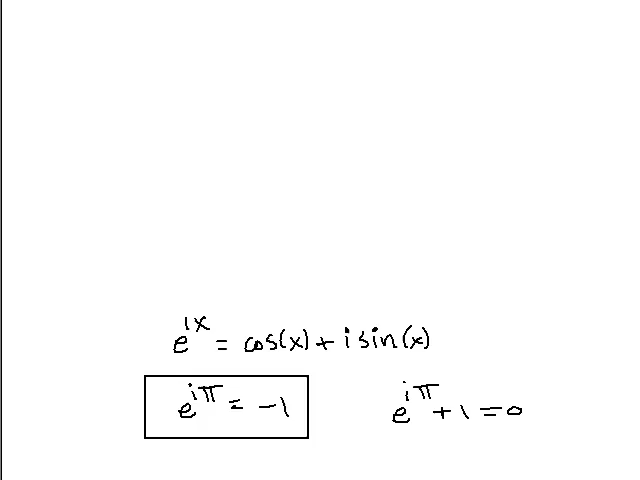 e^{ix} = cos(x) + i sin(x)
e^{iπ} = -1    e^{iπ} + 1 = 0